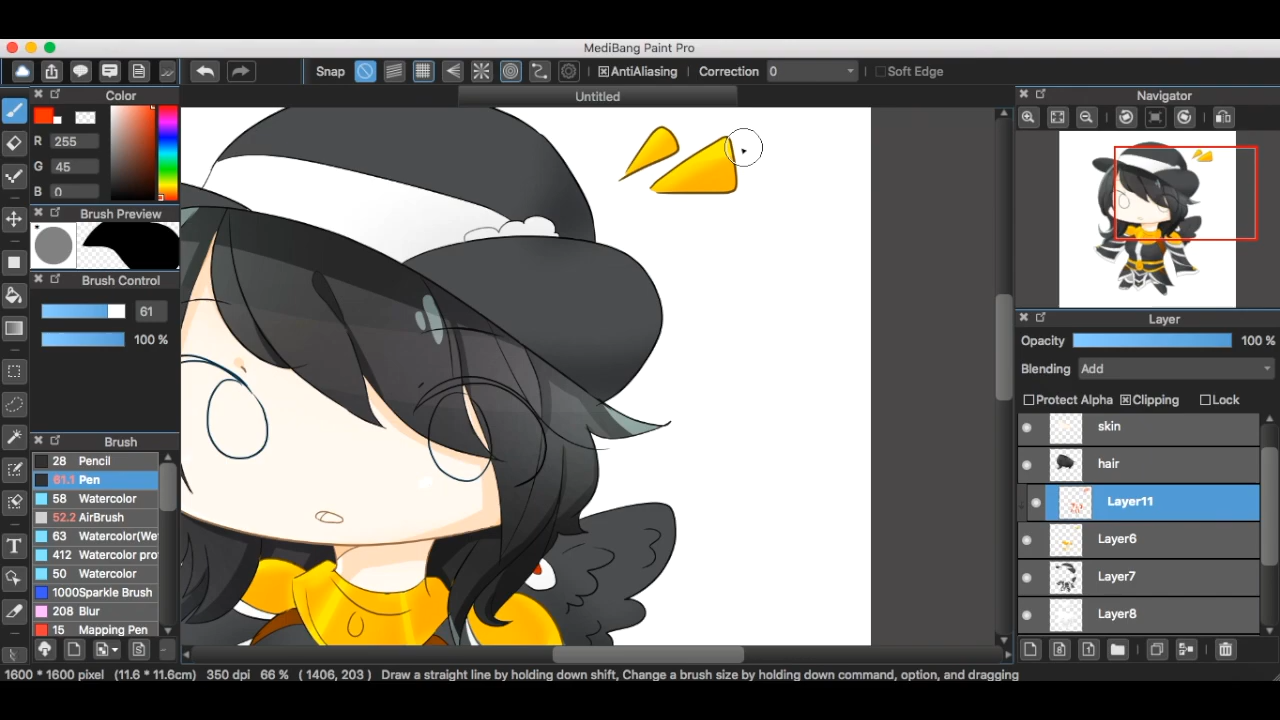 MediBang Paint Pro
Snap AntiAliasing Correction 0 Soft Edge
Color
Untitled
Navigator
R 255
G 45
B 0
Brush Preview
Brush Control
61
100 %
Layer
Opacity 100 %
Blending Add
Protect Alpha Clipping Lock
skin
hair
Layer11
Layer6
Layer7
Layer8
Brush
28 Pencil
61.1 Pen
58 Watercolor
52.2 AirBrush
63 Watercolor(We
412 Watercolor pro
50 Watercolor
1000 Sparkle Brush
208 Blur
15 Mapping Pen
1600 * 1600 pixel (11.6 * 11.6cm) 350 dpi 66 % ( 1406, 203 ) Draw a straight line by holding down shift, Change a brush size by holding down command, option, and dragging